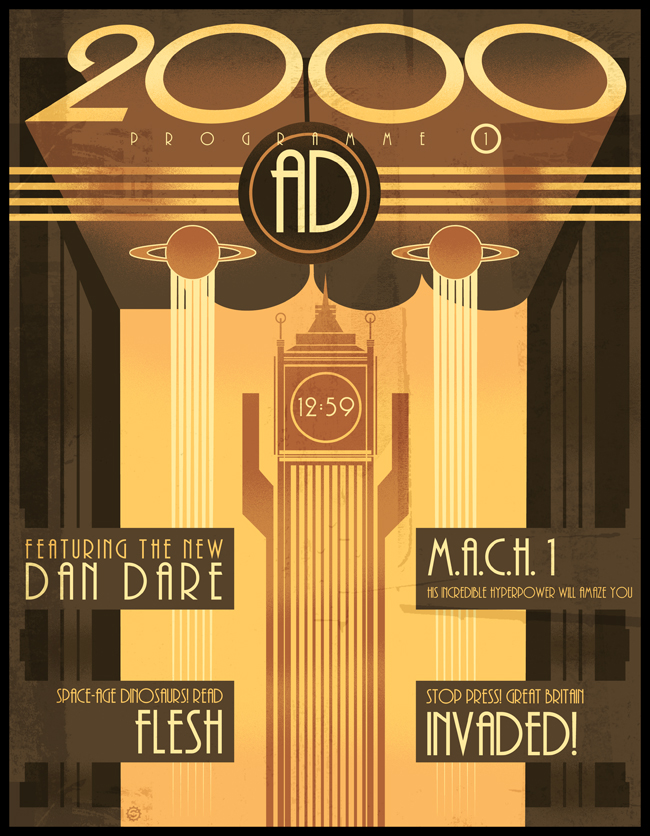 2000
PROGRAMME 1
AD
12:59
FEATURING THE NEW
DAN DARE
M.A.C.H. 1
HIS INCREDIBLE HYPERPOWER WILL AMAZE YOU
SPACE-AGE DINOSAURS! READ
FLESH
STOP PRESS! GREAT BRITAIN
INVADED!